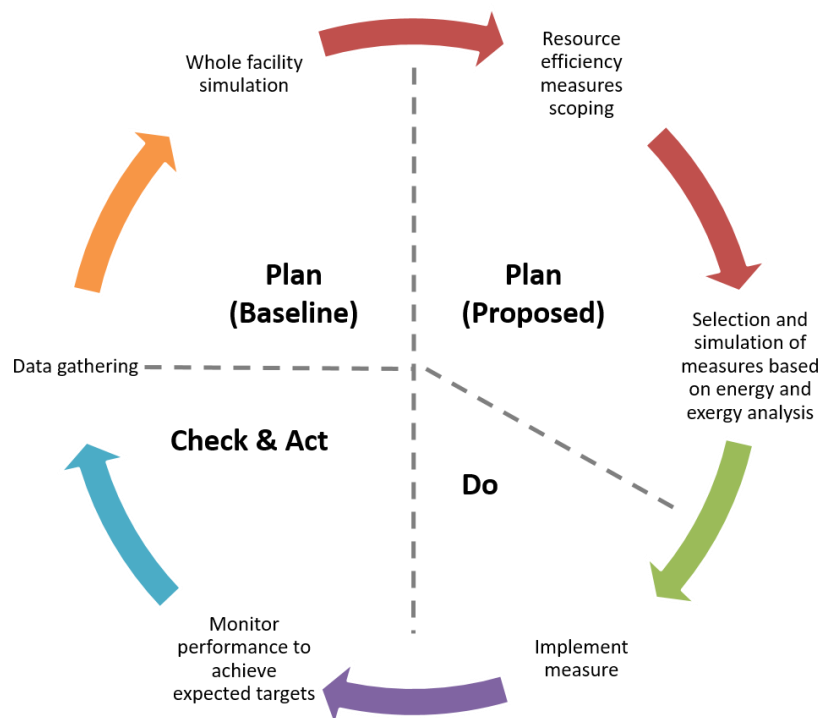 Whole facility
simulation
Resource
efficiency
measures
scoping
Plan
(Baseline)
Plan
(Proposed)
Selection and
simulation of
measures based
on energy and
exergy analysis
Data gathering
Check & Act
Do
Monitor
performance to
achieve
expected targets
Implement
measure